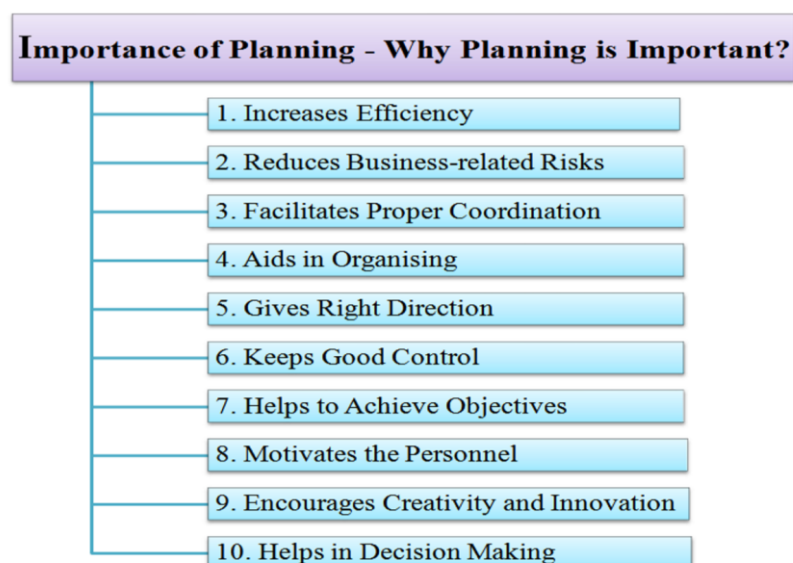 Importance of Planning - Why Planning is Important?
1. Increases Efficiency
2. Reduces Business-related Risks
3. Facilitates Proper Coordination
4. Aids in Organising
5. Gives Right Direction
6. Keeps Good Control
7. Helps to Achieve Objectives
8. Motivates the Personnel
9. Encourages Creativity and Innovation
10. Helps in Decision Making